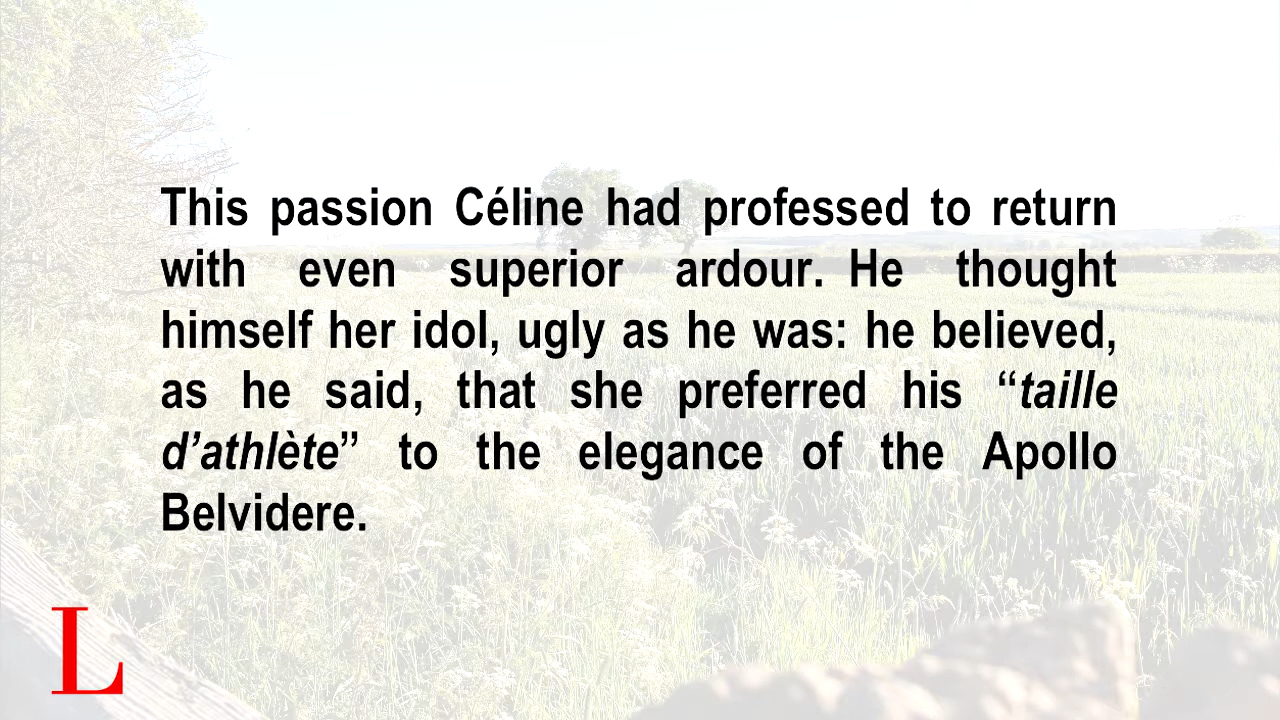 This passion Céline had professed to return
with even superior ardour. He thought
himself her idol, ugly as he was: he believed,
as he said, that she preferred his “taille
d’athlète” to the elegance of the Apollo
Belvidere.
L